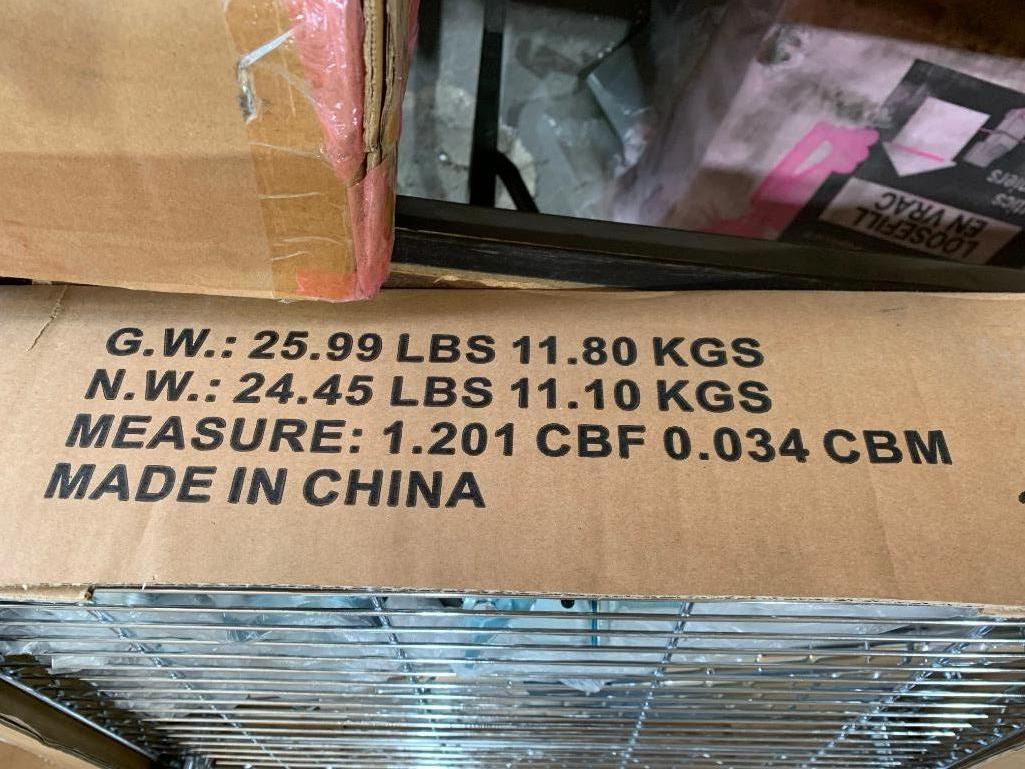 G.W.: 25.99 LBS 11.80 KGS
N.W.: 24.45 LBS 11.10 KGS
MEASURE: 1.201 CBF 0.034 CBM
MADE IN CHINA
LOOSEFILL
EN VRAC